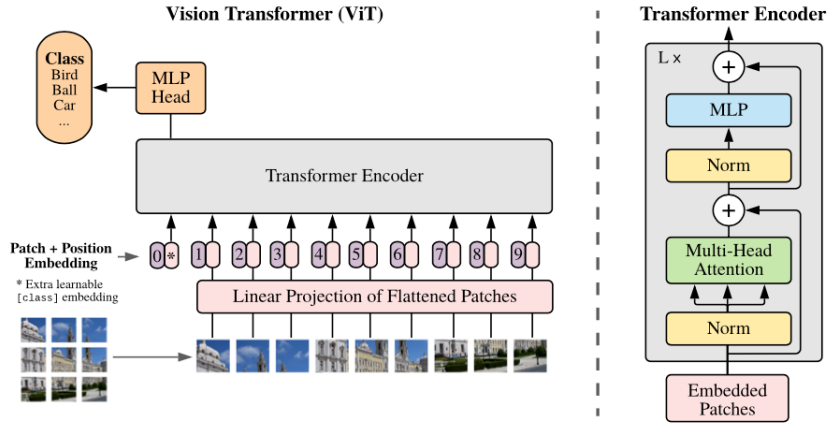 Vision Transformer (ViT)
Class
Bird
Ball
Car
...
MLP
Head
Transformer Encoder
Patch + Position
Embedding
0 * 1 2 3 4 5 6 7 8 9
* Extra learnable
[class] embedding
Linear Projection of Flattened Patches
Transformer Encoder
L x
+
MLP
Norm
+
Multi-Head
Attention
Norm
Embedded
Patches